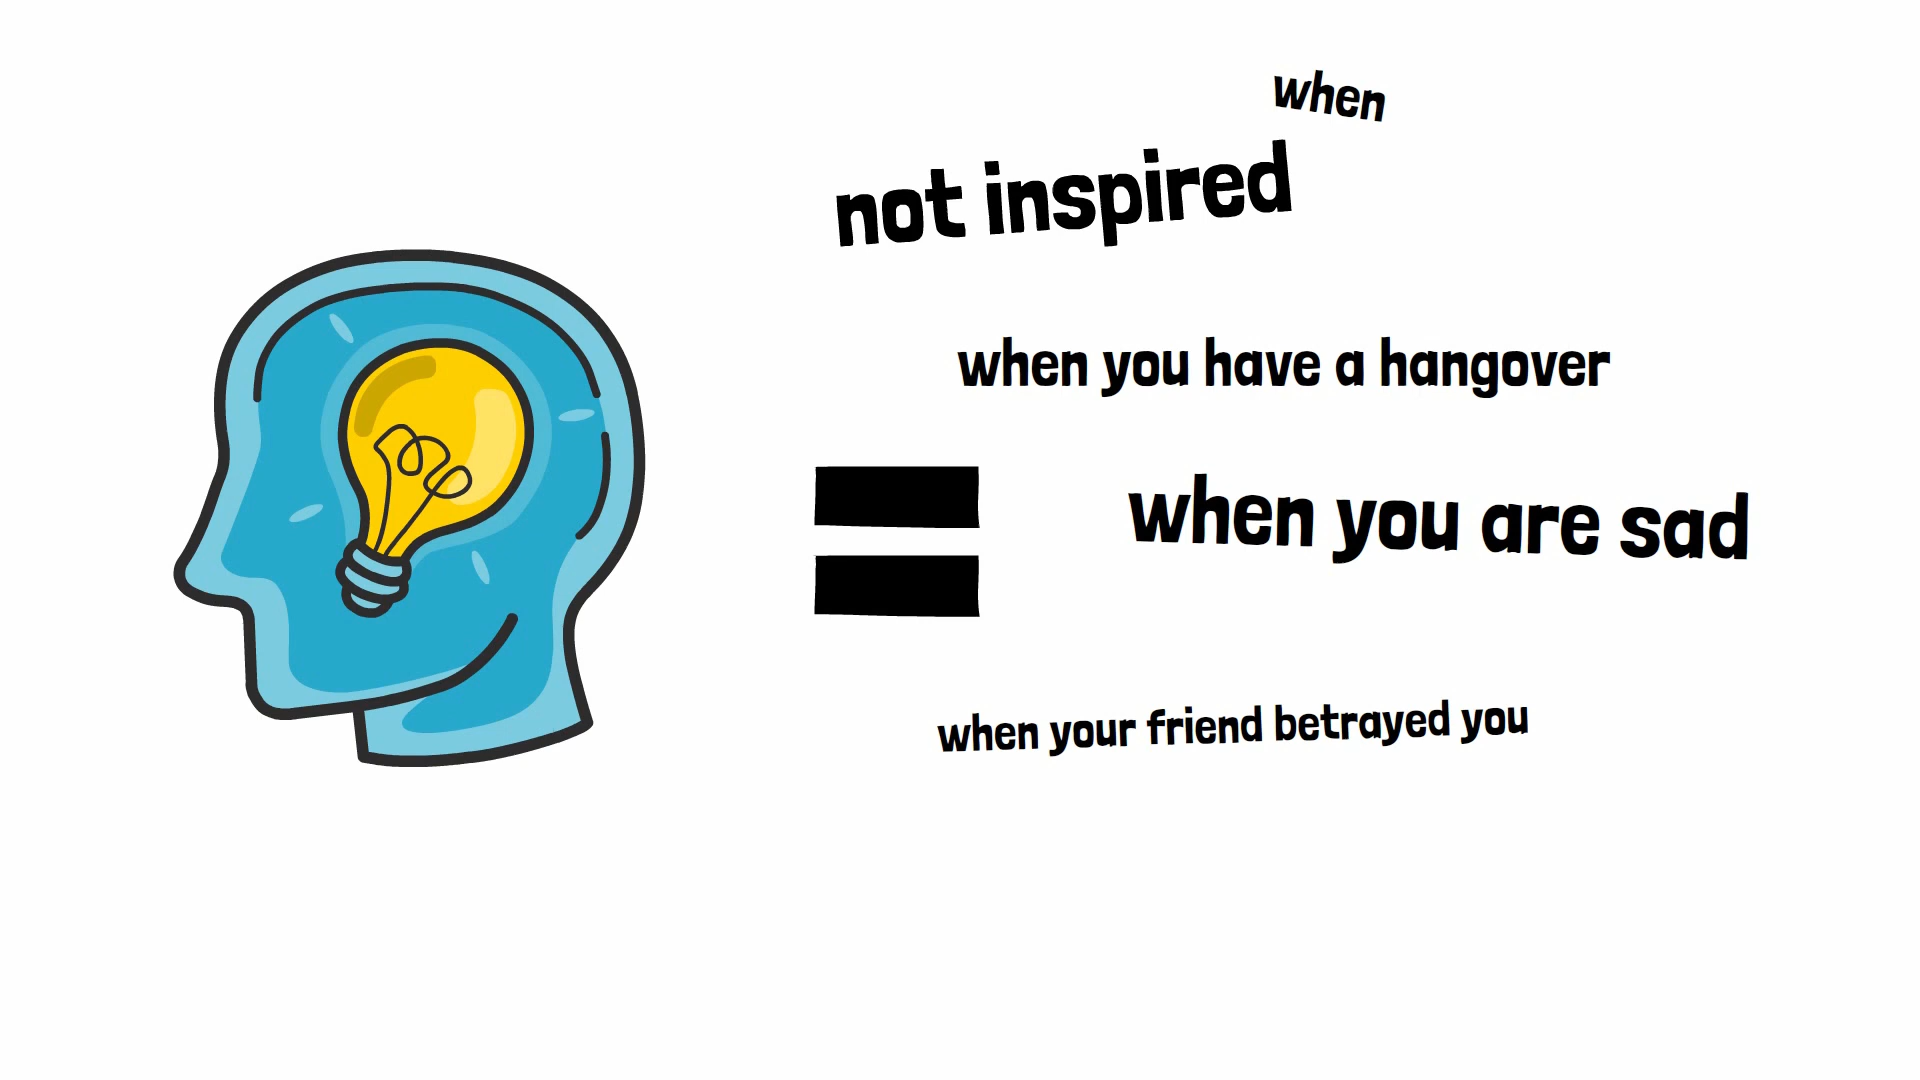 when
not inspired
when you have a hangover
=
when you are sad
when your friend betrayed you